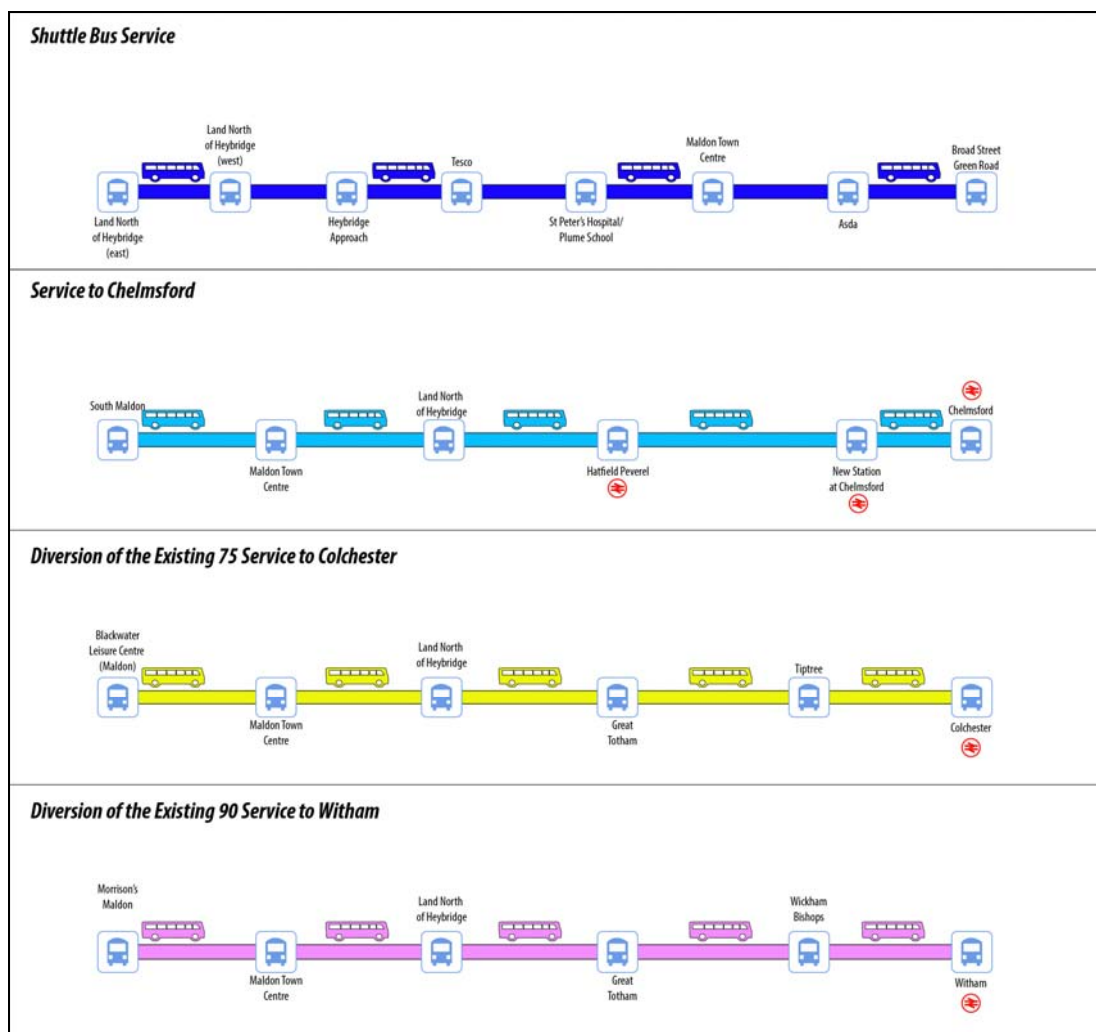 Shuttle Bus Service
Land North
of Heybridge
(east)
Land North
of Heybridge
(west)
Heybridge
Approach
Tesco
St Peter's Hospital/
Plume School
Maldon Town
Centre
Asda
Broad Street
Green Road
Service to Chelmsford
South Maldon
Maldon Town
Centre
Land North
of Heybridge
Hatfield Peverel
New Station
at Chelmsford
Chelmsford
Diversion of the Existing 75 Service to Colchester
Blackwater
Leisure Centre
(Maldon)
Maldon Town
Centre
Land North
of Heybridge
Great
Totham
Tiptree
Colchester
Diversion of the Existing 90 Service to Witham
Morrison's
Maldon
Maldon Town
Centre
Land North
of Heybridge
Great
Totham
Wickham
Bishops
Witham